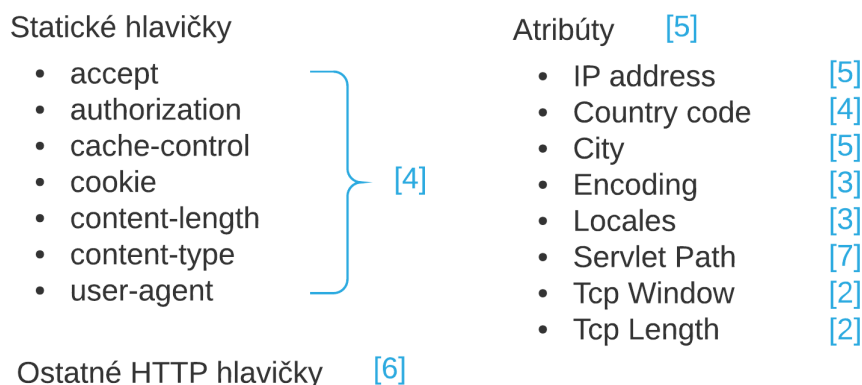 Statické hlavičky
• accept
• authorization
• cache-control
• cookie
• content-length
• content-type
• user-agent
[4]
Ostatné HTTP hlavičky [6]
Atribúty [5]
• IP address [5]
• Country code [4]
• City [5]
• Encoding [3]
• Locales [3]
• Servlet Path [7]
• Tcp Window [2]
• Tcp Length [2]